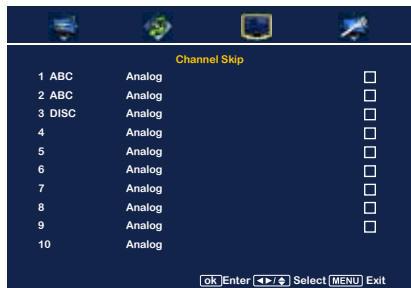 Channel Skip
1 ABC Analog
2 ABC Analog
3 DISC Analog
4 Analog
5 Analog
6 Analog
7 Analog
8 Analog
9 Analog
10 Analog
ok Enter ◄►/♦ Select MENU Exit